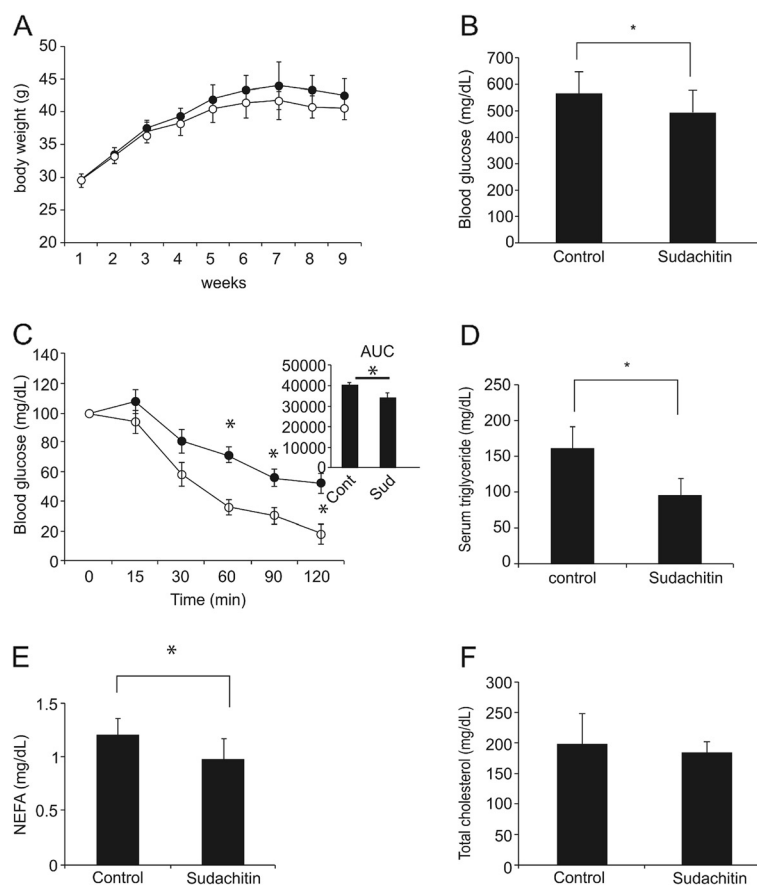 A
body weight (g)
50
45
40
35
30
25
20
1 2 3 4 5 6 7 8 9
weeks
B
*
Blood glucose (mg/dL)
700
600
500
400
300
200
100
0
Control Sudachitin
C
Blood glucose (mg/dL)
140
120
100
80
60
40
20
0
* * *
0 15 30 60 90 120
Time (min)
AUC
*
50000
40000
30000
20000
10000
0
Cont Sud
D
*
Serum triglyceride (mg/dL)
250
200
150
100
50
0
control Sudachitin
E
*
NEFA (mg/dL)
1.5
1
0.5
0
Control Sudachitin
F
Total cholesterol (mg/dL)
300
250
200
150
100
50
0
Control Sudachitin